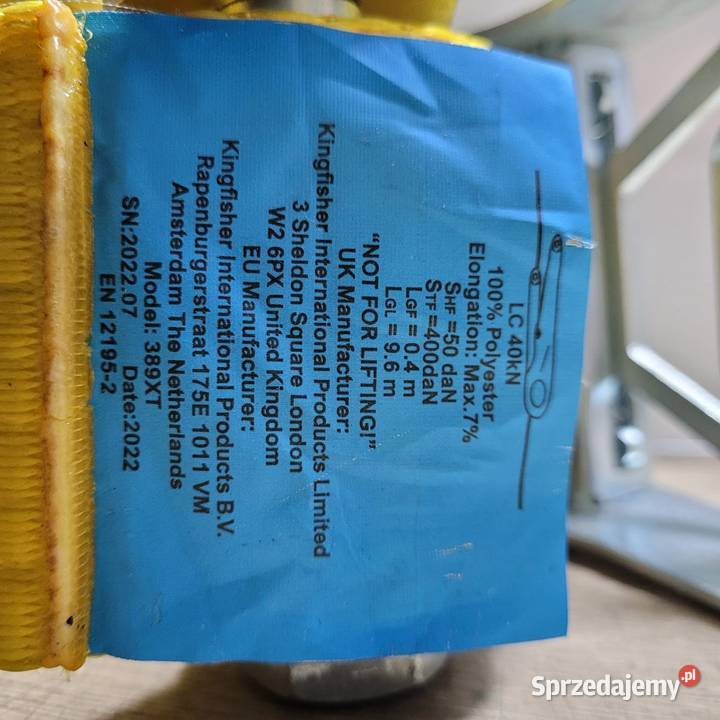 LC 40kN
100% Polyester
Elongation: Max.7%
SHF =50 daN
STF=400daN
LGF = 0.4 m
LGL = 9.6 m
“NOT FOR LIFTING!”
UK Manufacturer:
Kingfisher International Products Limited
3 Sheldon Square London
W2 6PX United Kingdom
EU Manufacturer:
Kingfisher International Products B.V.
Rapenburgerstraat 175E 1011 VM
Amsterdam The Netherlands
Model: 389XT
SN:2022.07 Date:2022
EN 12195-2
Sprzedajemy.pl